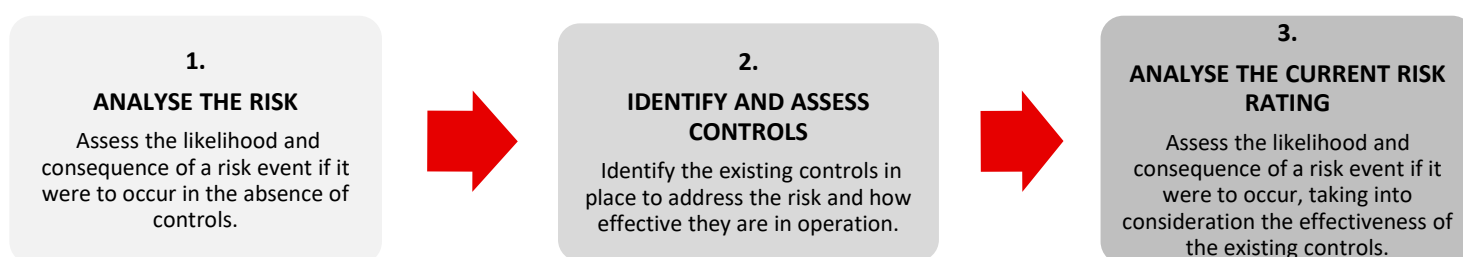 1.
ANALYSE THE RISK
Assess the likelihood and
consequence of a risk event if it
were to occur in the absence of
controls.
2.
IDENTIFY AND ASSESS
CONTROLS
Identify the existing controls in
place to address the risk and how
effective they are in operation.
3.
ANALYSE THE CURRENT RISK
RATING
Assess the likelihood and
consequence of a risk event if it
were to occur, taking into
consideration the effectiveness of
the existing controls.